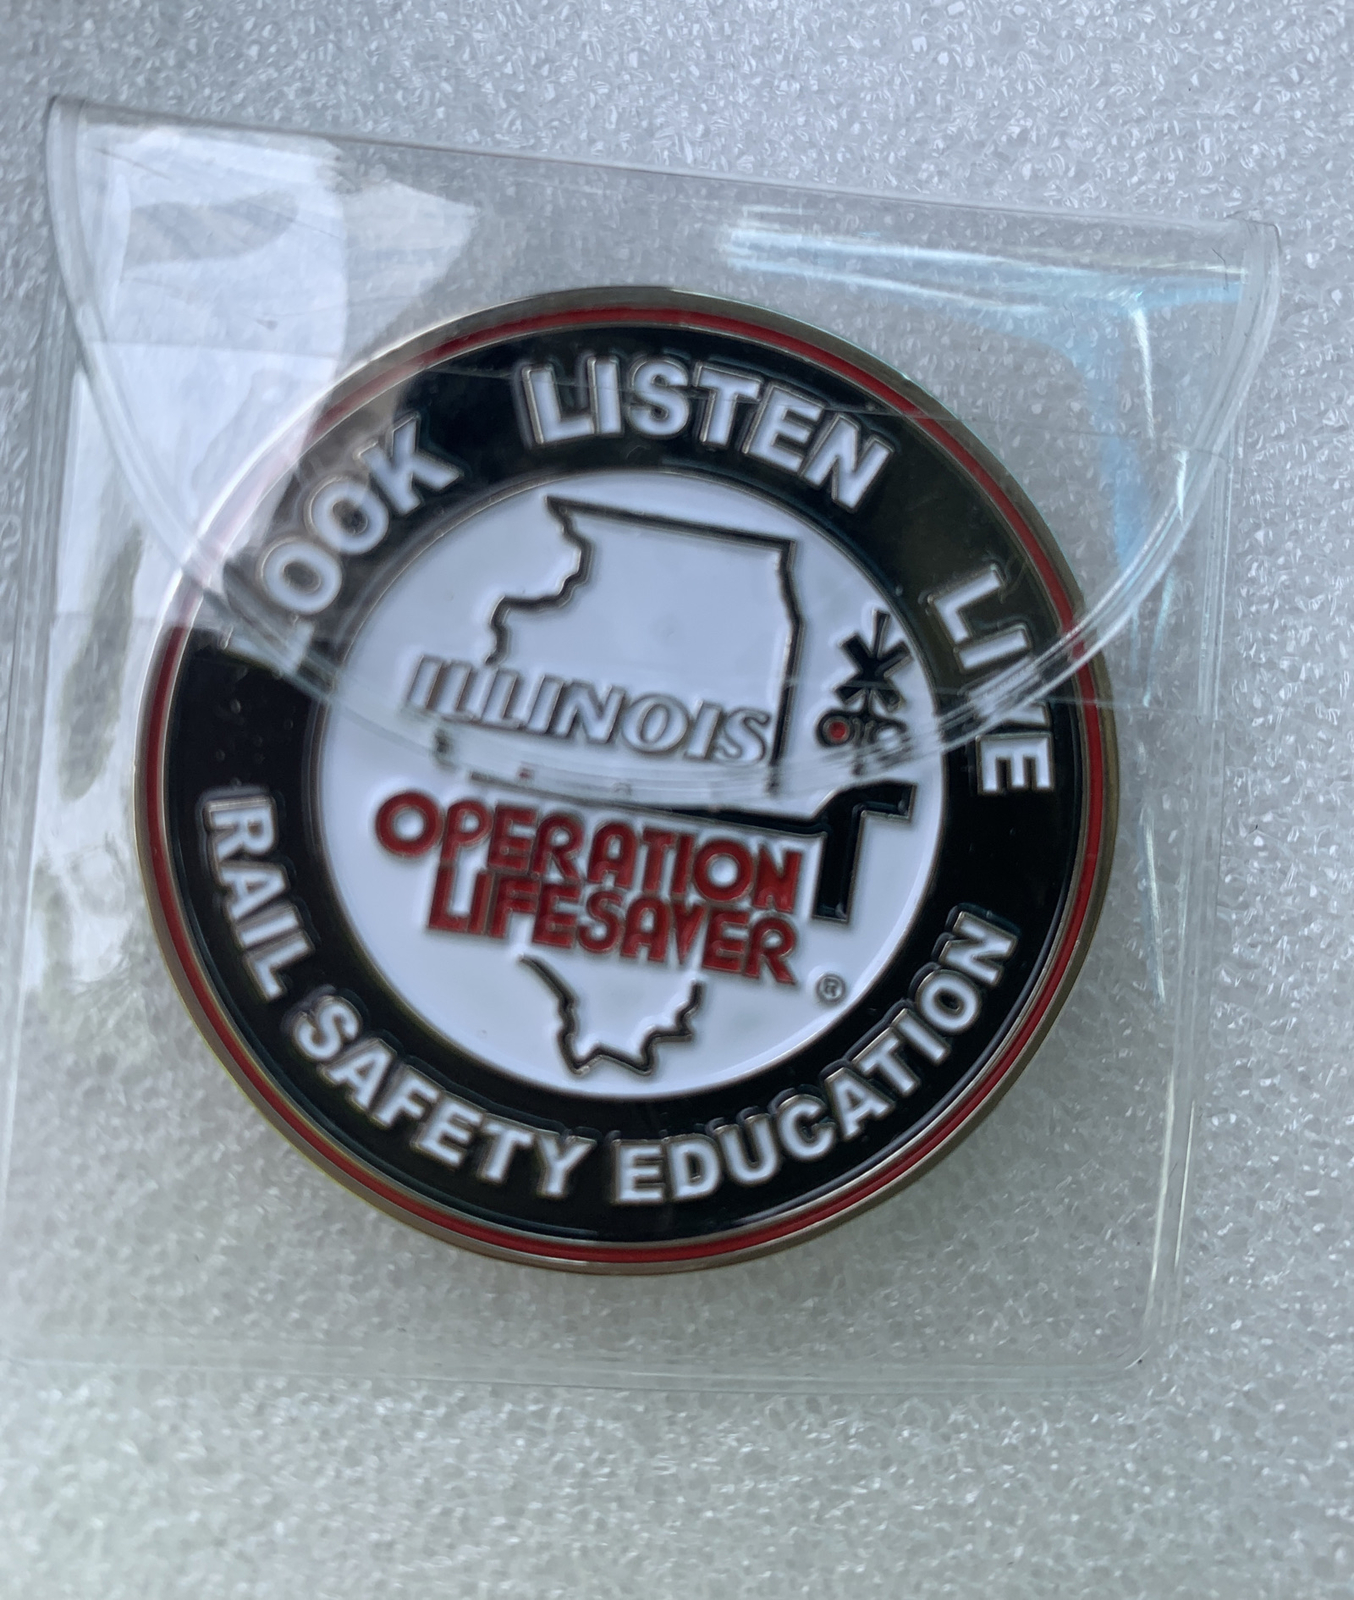 LOOK LISTEN LIVE
ILLINOIS
OPERATION
LIFESAVER
®
RAIL SAFETY EDUCATION